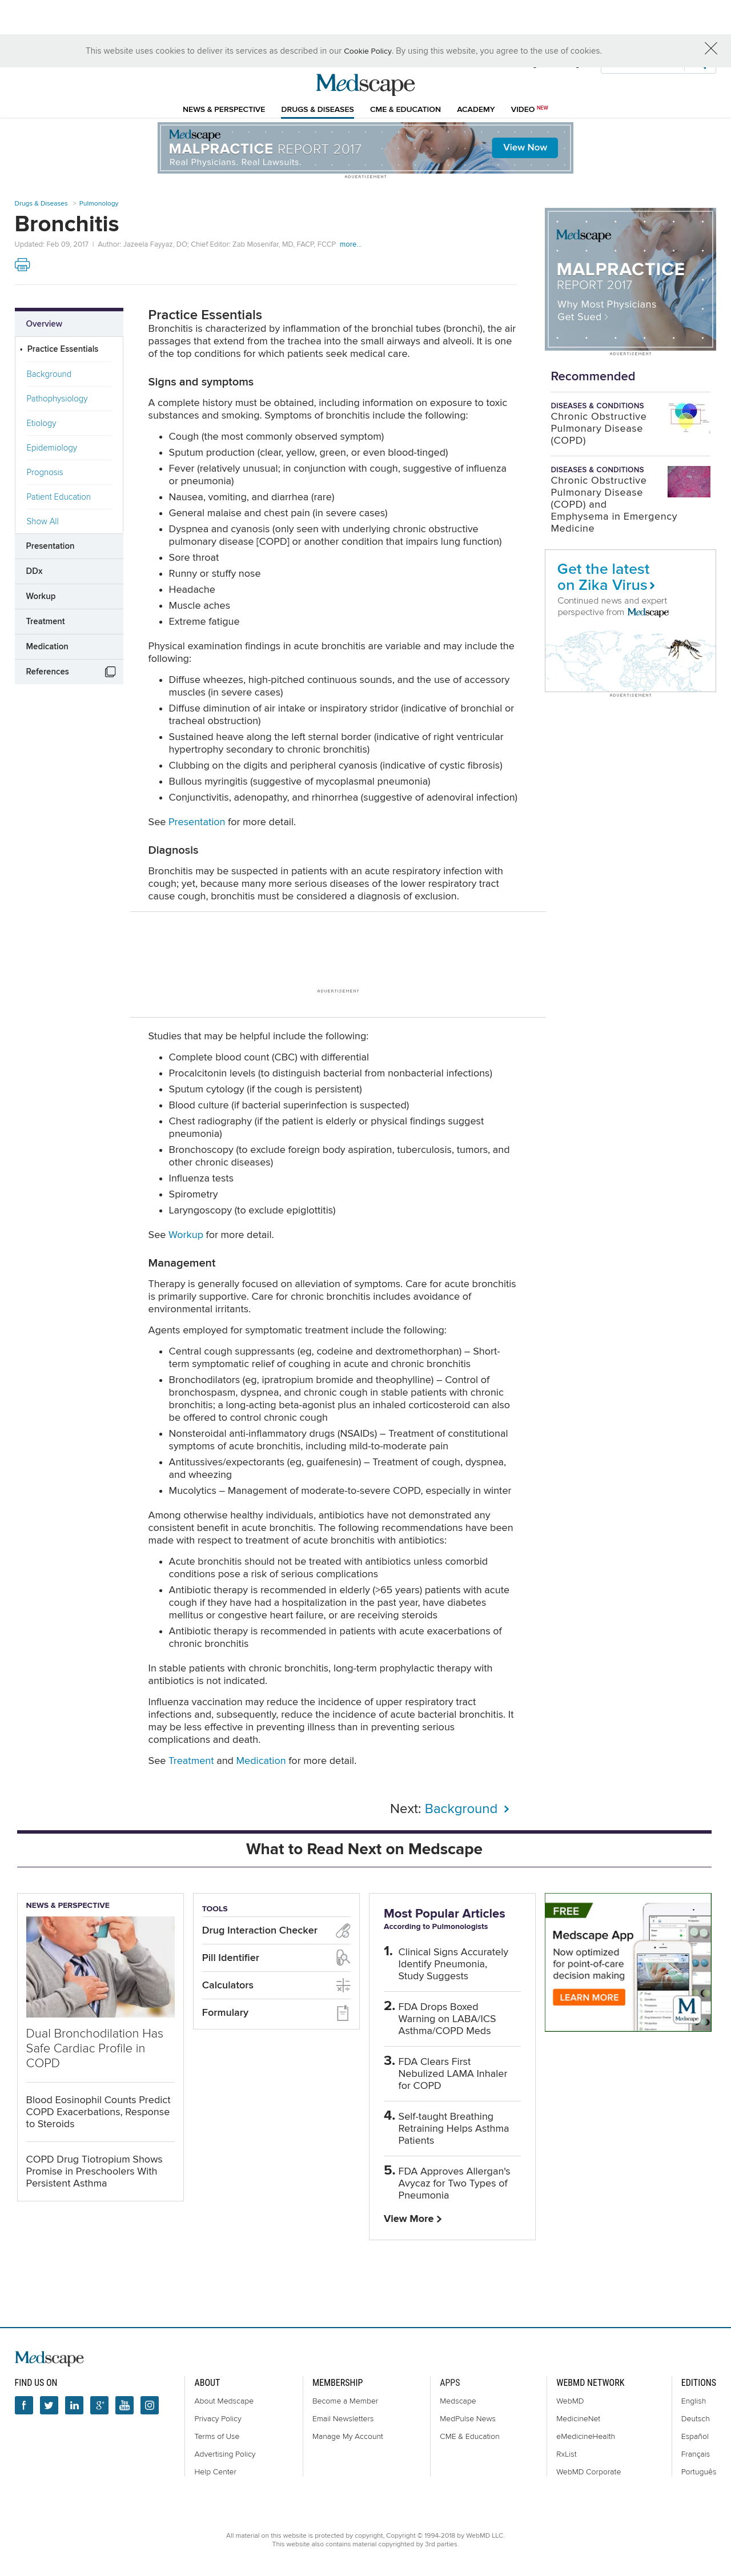 This website uses cookies to deliver its services as described in our Cookie Policy. By using this website, you agree to the use of cookies.
Medscape
NEWS & PERSPECTIVE DRUGS & DISEASES CME & EDUCATION ACADEMY VIDEO NEW
Medscape
MALPRACTICE REPORT 2017
Real Physicians. Real Lawsuits.
View Now
ADVERTISEMENT
Drugs & Diseases > Pulmonology
Bronchitis
Updated: Feb 09, 2017 | Author: Jazeela Fayyaz, DO; Chief Editor: Zab Mosenifar, MD, FACP, FCCP more...
Overview
• Practice Essentials
Background
Pathophysiology
Etiology
Epidemiology
Prognosis
Patient Education
Show All
Presentation
DDx
Workup
Treatment
Medication
References
Practice Essentials
Bronchitis is characterized by inflammation of the bronchial tubes (bronchi), the air
passages that extend from the trachea into the small airways and alveoli. It is one
of the top conditions for which patients seek medical care.
Signs and symptoms
A complete history must be obtained, including information on exposure to toxic
substances and smoking. Symptoms of bronchitis include the following:
• Cough (the most commonly observed symptom)
• Sputum production (clear, yellow, green, or even blood-tinged)
• Fever (relatively unusual; in conjunction with cough, suggestive of influenza
or pneumonia)
• Nausea, vomiting, and diarrhea (rare)
• General malaise and chest pain (in severe cases)
• Dyspnea and cyanosis (only seen with underlying chronic obstructive
pulmonary disease [COPD] or another condition that impairs lung function)
• Sore throat
• Runny or stuffy nose
• Headache
• Muscle aches
• Extreme fatigue
Physical examination findings in acute bronchitis are variable and may include the
following:
• Diffuse wheezes, high-pitched continuous sounds, and the use of accessory
muscles (in severe cases)
• Diffuse diminution of air intake or inspiratory stridor (indicative of bronchial or
tracheal obstruction)
• Sustained heave along the left sternal border (indicative of right ventricular
hypertrophy secondary to chronic bronchitis)
• Clubbing on the digits and peripheral cyanosis (indicative of cystic fibrosis)
• Bullous myringitis (suggestive of mycoplasmal pneumonia)
• Conjunctivitis, adenopathy, and rhinorrhea (suggestive of adenoviral infection)
See Presentation for more detail.
Diagnosis
Bronchitis may be suspected in patients with an acute respiratory infection with
cough; yet, because many more serious diseases of the lower respiratory tract
cause cough, bronchitis must be considered a diagnosis of exclusion.
ADVERTISEMENT
Studies that may be helpful include the following:
• Complete blood count (CBC) with differential
• Procalcitonin levels (to distinguish bacterial from nonbacterial infections)
• Sputum cytology (if the cough is persistent)
• Blood culture (if bacterial superinfection is suspected)
• Chest radiography (if the patient is elderly or physical findings suggest
pneumonia)
• Bronchoscopy (to exclude foreign body aspiration, tuberculosis, tumors, and
other chronic diseases)
• Influenza tests
• Spirometry
• Laryngoscopy (to exclude epiglottitis)
See Workup for more detail.
Management
Therapy is generally focused on alleviation of symptoms. Care for acute bronchitis
is primarily supportive. Care for chronic bronchitis includes avoidance of
environmental irritants.
Agents employed for symptomatic treatment include the following:
• Central cough suppressants (eg, codeine and dextromethorphan) – Short-
term symptomatic relief of coughing in acute and chronic bronchitis
• Bronchodilators (eg, ipratropium bromide and theophylline) – Control of
bronchospasm, dyspnea, and chronic cough in stable patients with chronic
bronchitis; a long-acting beta-agonist plus an inhaled corticosteroid can also
be offered to control chronic cough
• Nonsteroidal anti-inflammatory drugs (NSAIDs) – Treatment of constitutional
symptoms of acute bronchitis, including mild-to-moderate pain
• Antitussives/expectorants (eg, guaifenesin) – Treatment of cough, dyspnea,
and wheezing
• Mucolytics – Management of moderate-to-severe COPD, especially in winter
Among otherwise healthy individuals, antibiotics have not demonstrated any
consistent benefit in acute bronchitis. The following recommendations have been
made with respect to treatment of acute bronchitis with antibiotics:
• Acute bronchitis should not be treated with antibiotics unless comorbid
conditions pose a risk of serious complications
• Antibiotic therapy is recommended in elderly (>65 years) patients with acute
cough if they have had a hospitalization in the past year, have diabetes
mellitus or congestive heart failure, or are receiving steroids
• Antibiotic therapy is recommended in patients with acute exacerbations of
chronic bronchitis
In stable patients with chronic bronchitis, long-term prophylactic therapy with
antibiotics is not indicated.
Influenza vaccination may reduce the incidence of upper respiratory tract
infections and, subsequently, reduce the incidence of acute bacterial bronchitis. It
may be less effective in preventing illness than in preventing serious
complications and death.
See Treatment and Medication for more detail.
Next: Background
Medscape
MALPRACTICE
REPORT 2017
Why Most Physicians
Get Sued
ADVERTISEMENT
Recommended
DISEASES & CONDITIONS
Chronic Obstructive
Pulmonary Disease
(COPD)
DISEASES & CONDITIONS
Chronic Obstructive
Pulmonary Disease
(COPD) and
Emphysema in Emergency
Medicine
Get the latest
on Zika Virus
Continued news and expert
perspective from Medscape
ADVERTISEMENT
What to Read Next on Medscape
NEWS & PERSPECTIVE
Dual Bronchodilation Has
Safe Cardiac Profile in
COPD
Blood Eosinophil Counts Predict
COPD Exacerbations, Response
to Steroids
COPD Drug Tiotropium Shows
Promise in Preschoolers With
Persistent Asthma
TOOLS
Drug Interaction Checker
Pill Identifier
Calculators
Formulary
Most Popular Articles
According to Pulmonologists
1. Clinical Signs Accurately
Identify Pneumonia,
Study Suggests
2. FDA Drops Boxed
Warning on LABA/ICS
Asthma/COPD Meds
3. FDA Clears First
Nebulized LAMA Inhaler
for COPD
4. Self-taught Breathing
Retraining Helps Asthma
Patients
5. FDA Approves Allergan's
Avycaz for Two Types of
Pneumonia
View More
FREE
Medscape App
Now optimized
for point-of-care
decision making
LEARN MORE
M
Medscape
Medscape
FIND US ON
ABOUT
About Medscape
Privacy Policy
Terms of Use
Advertising Policy
Help Center
MEMBERSHIP
Become a Member
Email Newsletters
Manage My Account
APPS
Medscape
MedPulse News
CME & Education
WEBMD NETWORK
WebMD
MedicineNet
eMedicineHealth
RxList
WebMD Corporate
EDITIONS
English
Deutsch
Español
Français
Português
All material on this website is protected by copyright, Copyright © 1994-2018 by WebMD LLC.
This website also contains material copyrighted by 3rd parties.